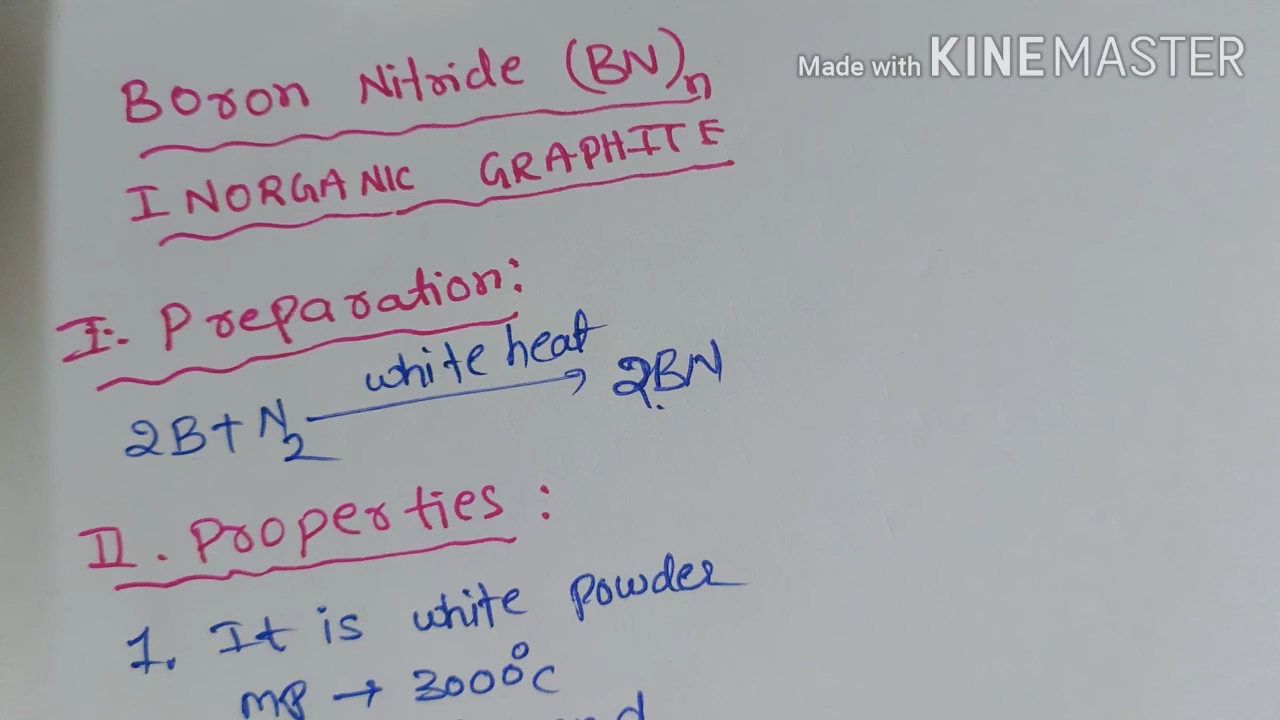 Made with KINEMASTER
Boron Nitride (BN)n
INORGANIC GRAPHITE
I. Preparation:
white heat
2B + N2 → 2BN
II. Properties:
1. It is white powder
mp → 3000°C